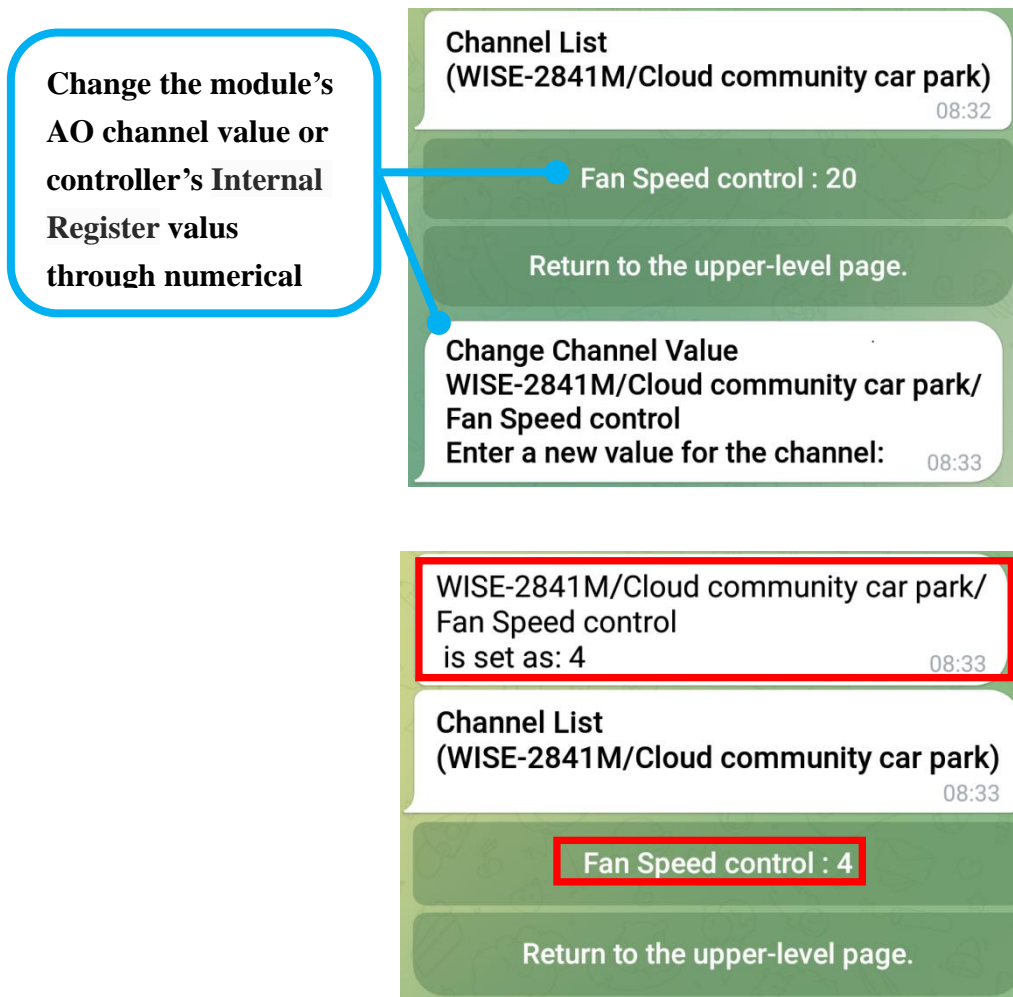 Change the module's
AO channel value or
controller's Internal
Register valus
through numerical
Channel List
(WISE-2841M/Cloud community car park)
08:32
Fan Speed control : 20
Return to the upper-level page.
Change Channel Value
WISE-2841M/Cloud community car park/
Fan Speed control
Enter a new value for the channel:
08:33
WISE-2841M/Cloud community car park/
Fan Speed control
is set as: 4
08:33
Channel List
(WISE-2841M/Cloud community car park)
08:33
Fan Speed control : 4
Return to the upper-level page.